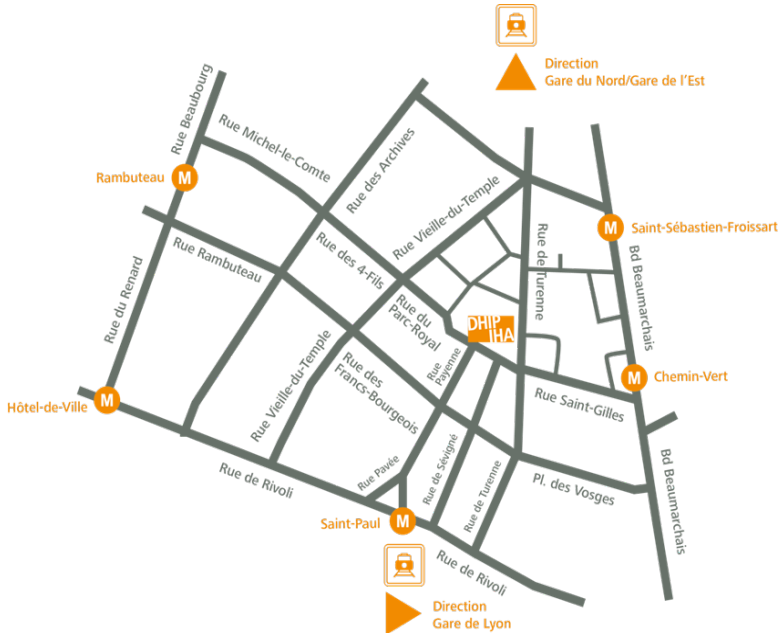 Direction
Gare du Nord/Gare de l'Est
Rue Beaubourg
Rue Michel-le-Comte
Rue des Archives
M
Rambuteau
Rue Vieille-du-Temple
M
Saint-Sébastien-Froissart
Rue Rambuteau
Rue des 4-Fils
Rue de Turenne
Bd Beaumarchais
Rue du Renard
Rue du
Parc-Royal
DHIP
IHA
Rue Vieille-du-Temple
Rue des
Francs-Bourgeois
Rue
Payenne
M
Chemin-Vert
M
Hôtel-de-Ville
Rue Saint-Gilles
Rue de Rivoli
Rue Pavée
Rue de Sévigné
Rue de Turenne
Pl. des Vosges
Bd Beaumarchais
Saint-Paul
M
Rue de Rivoli
Direction
Gare de Lyon